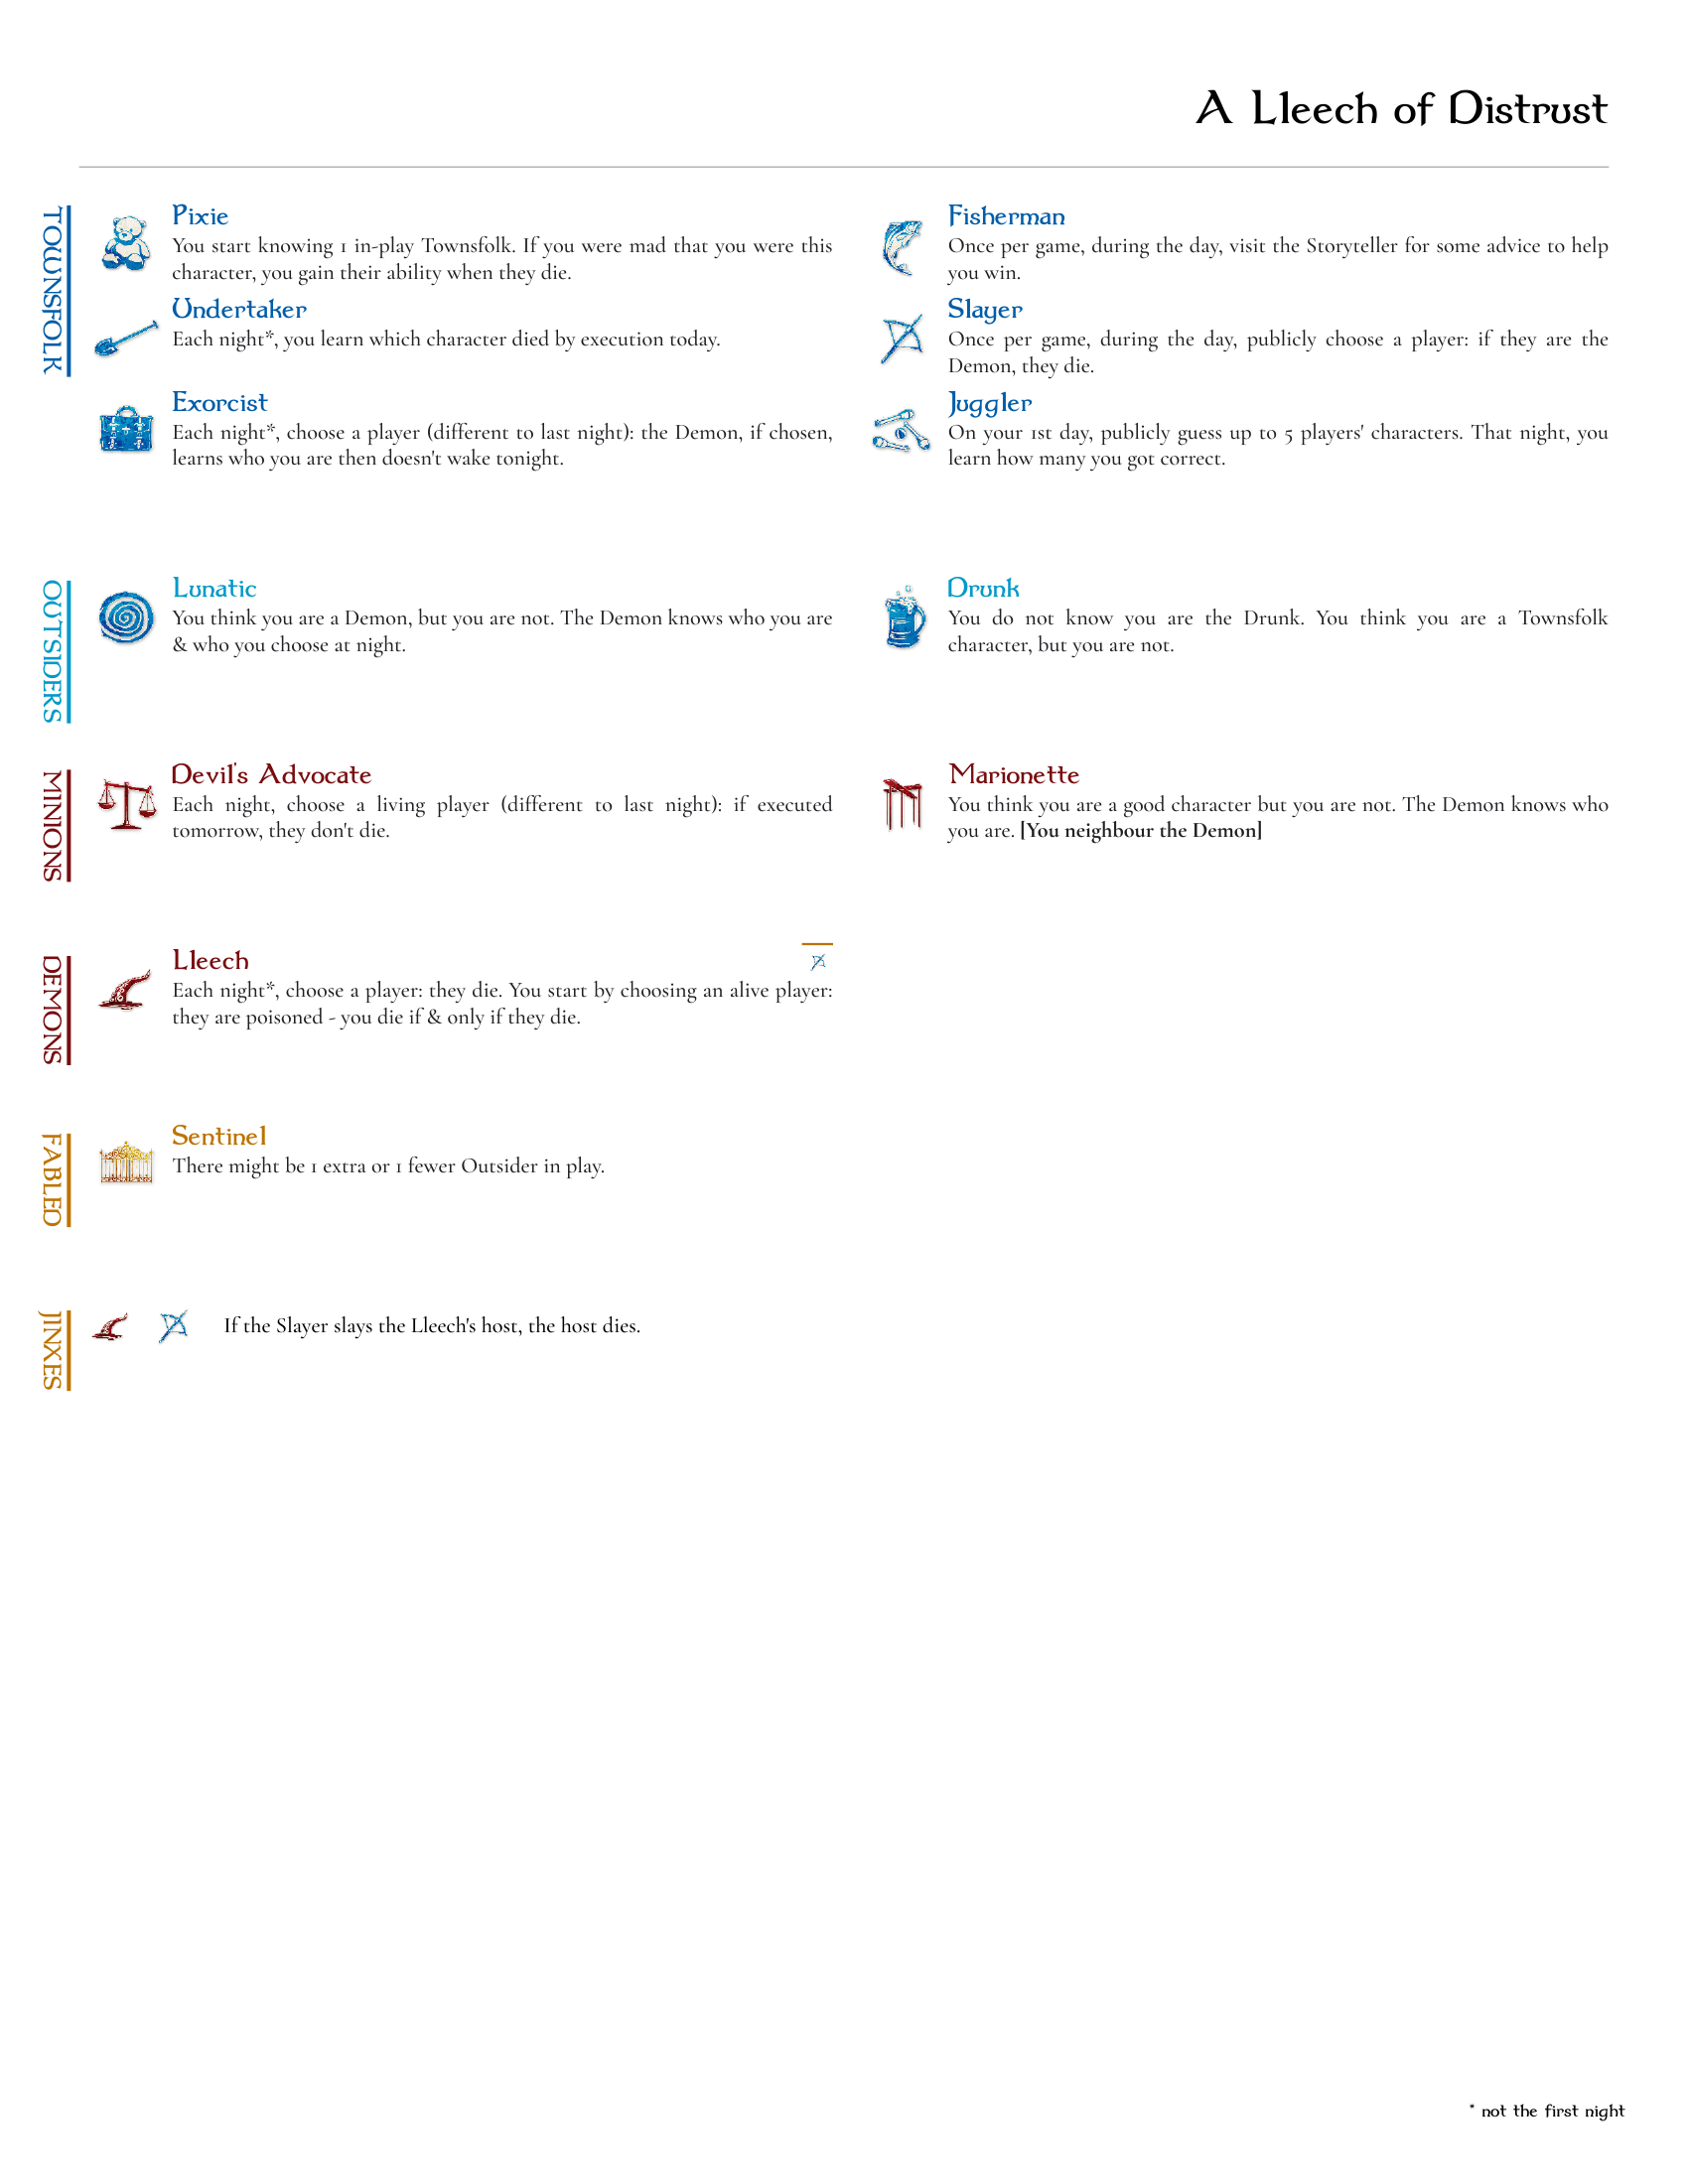 A Lleech of Distrust
TOWNSFOLK
Pixie
You start knowing 1 in-play Townsfolk. If you were mad that you were this
character, you gain their ability when they die.
Fisherman
Once per game, during the day, visit the Storyteller for some advice to help
you win.
Undertaker
Each night*, you learn which character died by execution today.
Slayer
Once per game, during the day, publicly choose a player: if they are the
Demon, they die.
Exorcist
Each night*, choose a player (different to last night): the Demon, if chosen,
learns who you are then doesn't wake tonight.
Juggler
On your 1st day, publicly guess up to 5 players' characters. That night, you
learn how many you got correct.
OUTSIDERS
Lunatic
You think you are a Demon, but you are not. The Demon knows who you are
& who you choose at night.
Drunk
You do not know you are the Drunk. You think you are a Townsfolk
character, but you are not.
MINIONS
Devil's Advocate
Each night, choose a living player (different to last night): if executed
tomorrow, they don't die.
Marionette
You think you are a good character but you are not. The Demon knows who
you are. [You neighbour the Demon]
DEMONS
Lleech
Each night*, choose a player: they die. You start by choosing an alive player:
they are poisoned - you die if & only if they die.
FABLED
Sentinel
There might be 1 extra or 1 fewer Outsider in play.
JINXES
If the Slayer slays the Lleech's host, the host dies.
* not the first night